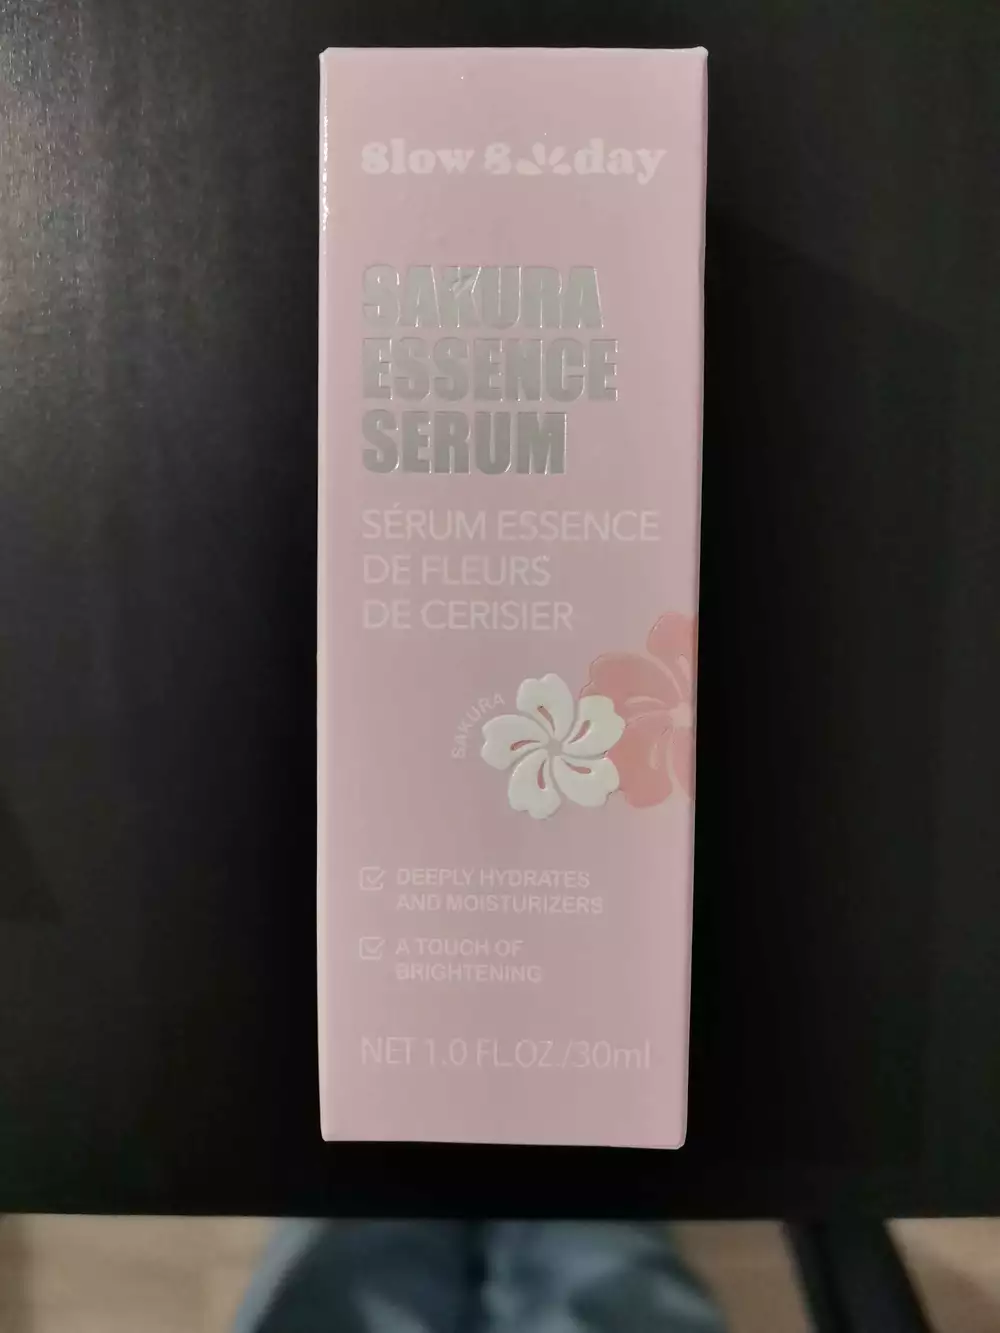 Slow Sunday
SAKURA
ESSENCE
SERUM
SÉRUM ESSENCE
DE FLEURS
DE CERISIER
SAKURA
DEEPLY HYDRATES
AND MOISTURIZERS
A TOUCH OF
BRIGHTENING
NET 1.0 FL.OZ./30ml